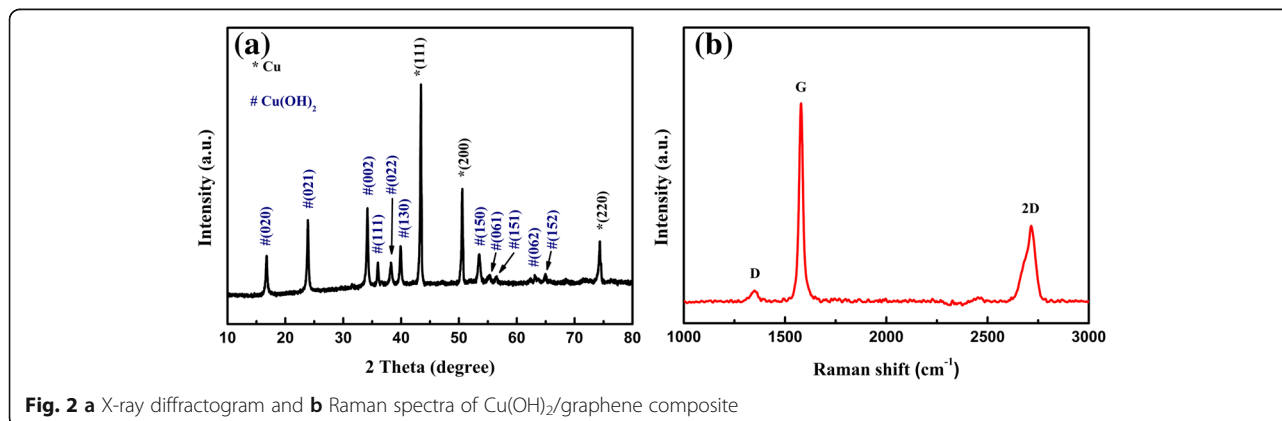 (a)
* Cu
# Cu(OH)2
#(020)
#(021)
#(002)
#(111)
#(022)
#(130)
*(111)
*(200)
#(150)
#(061)
#(151)
#(062)
#(152)
*(220)
Intensity (a.u.)
10 20 30 40 50 60 70 80
2 Theta (degree)
(b)
G
D
2D
Intensity (a.u.)
1000 1500 2000 2500 3000
Raman shift (cm-1)
Fig. 2 a X-ray diffractogram and b Raman spectra of Cu(OH)2/graphene composite